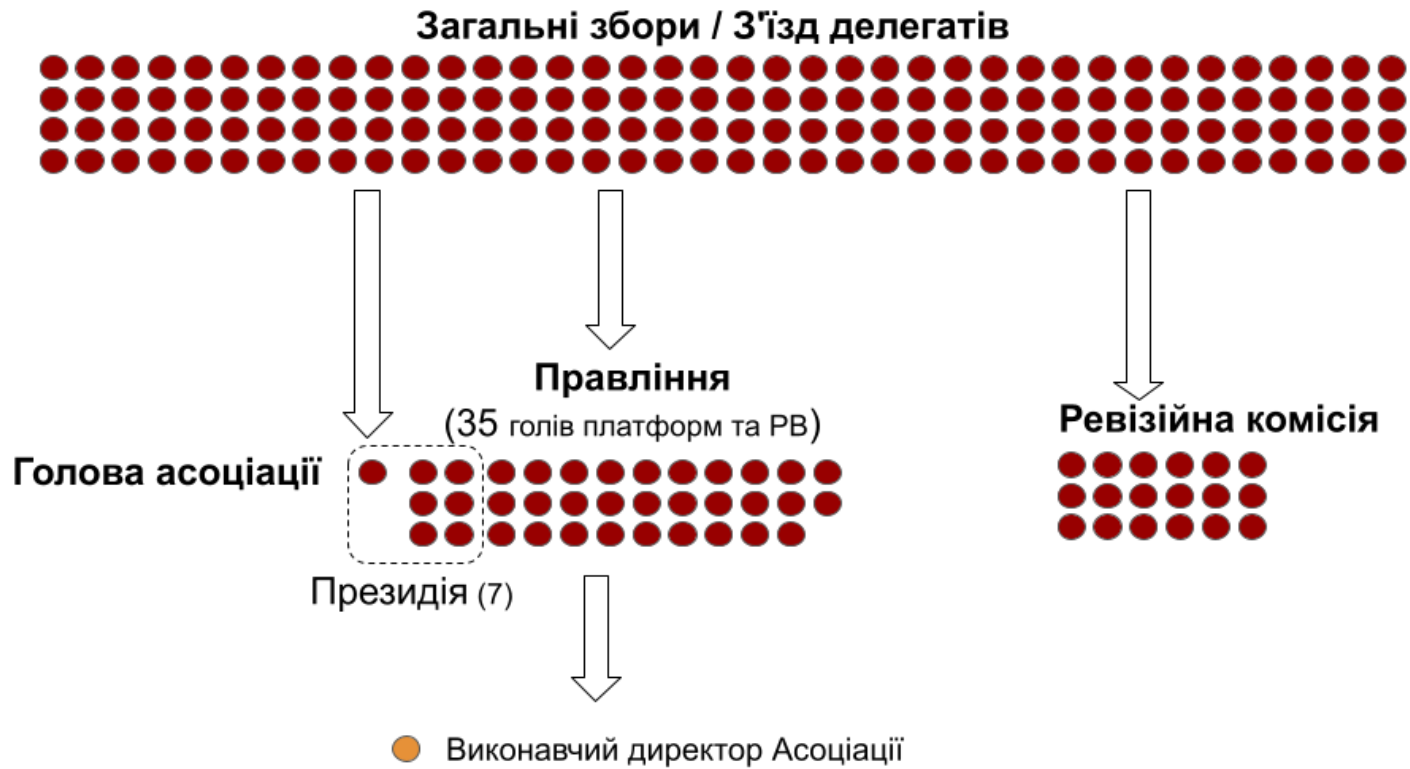 Загальні збори / З'їзд делегатів
Правління
(35 голів платформ та РВ)
Ревізійна комісія
Голова асоціації
Президія (7)
Виконавчий директор Асоціації